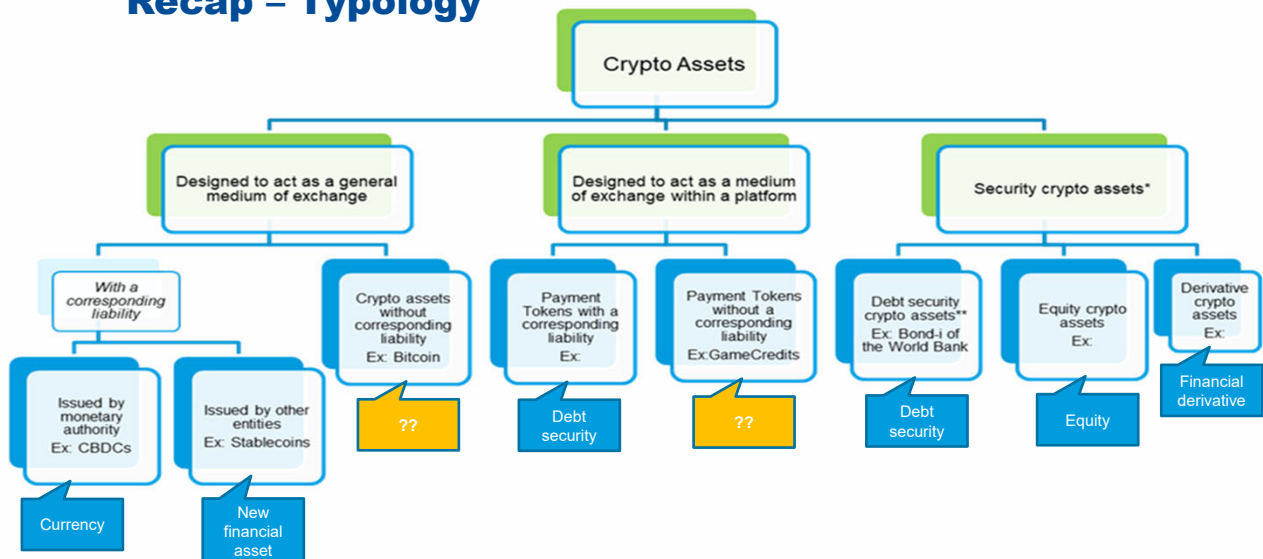 Recap – Typology
Crypto Assets
Designed to act as a general
medium of exchange
Designed to act as a medium
of exchange within a platform
Security crypto assets*
With a
corresponding
liability
Crypto assets
without
corresponding
liability
Ex: Bitcoin
Payment
Tokens with a
corresponding
liability
Ex:
Payment Tokens
without a
corresponding
liability
Ex:GameCredits
Debt security
crypto assets**
Ex: Bond-i of
the World Bank
Equity crypto
assets
Ex:
Derivative
crypto
assets
Ex:
Issued by
monetary
authority
Ex: CBDCs
Issued by other
entities
Ex: Stablecoins
??
Debt
security
??
Debt
security
Equity
Financial
derivative
Currency
New
financial
asset